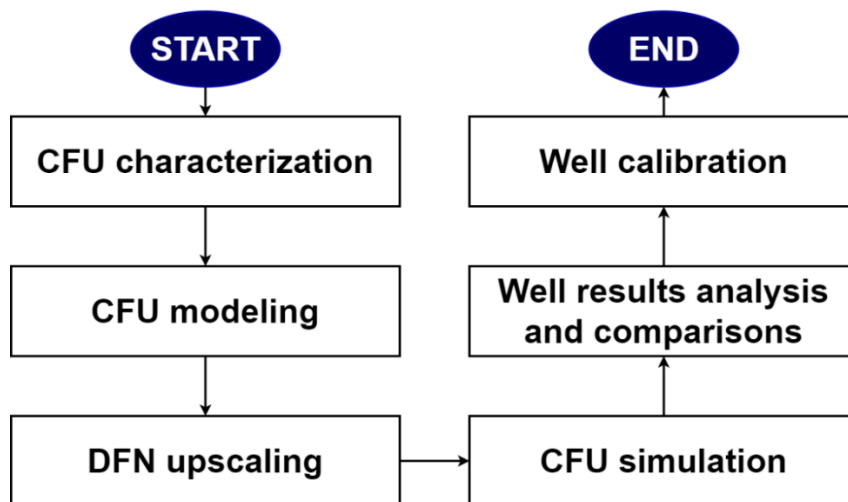 START
CFU characterization
CFU modeling
DFN upscaling
CFU simulation
Well results analysis
and comparisons
Well calibration
END